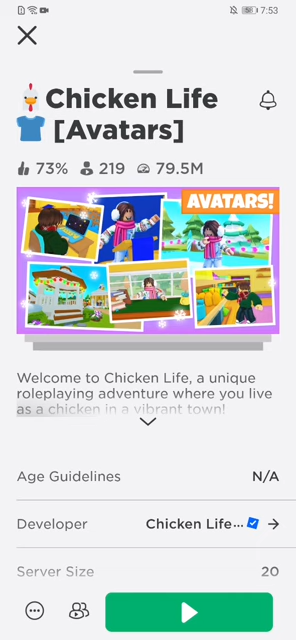 7:53
Chicken Life
[Avatars]
73% 219 79.5M
AVATARS!
Welcome to Chicken Life, a unique
roleplaying adventure where you live
as a chicken in a vibrant town!
Age Guidelines N/A
Developer Chicken Life...
Server Size 20